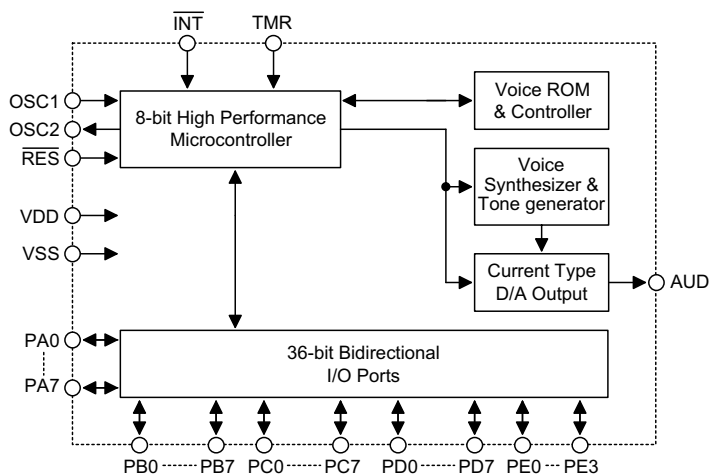 INT
TMR
OSC1
OSC2
RES
VDD
VSS
PA0
PA7
8-bit High Performance
Microcontroller
Voice ROM
& Controller
Voice
Synthesizer &
Tone generator
Current Type
D/A Output
AUD
36-bit Bidirectional
I/O Ports
PB0
PB7
PC0
PC7
PD0
PD7
PE0
PE3